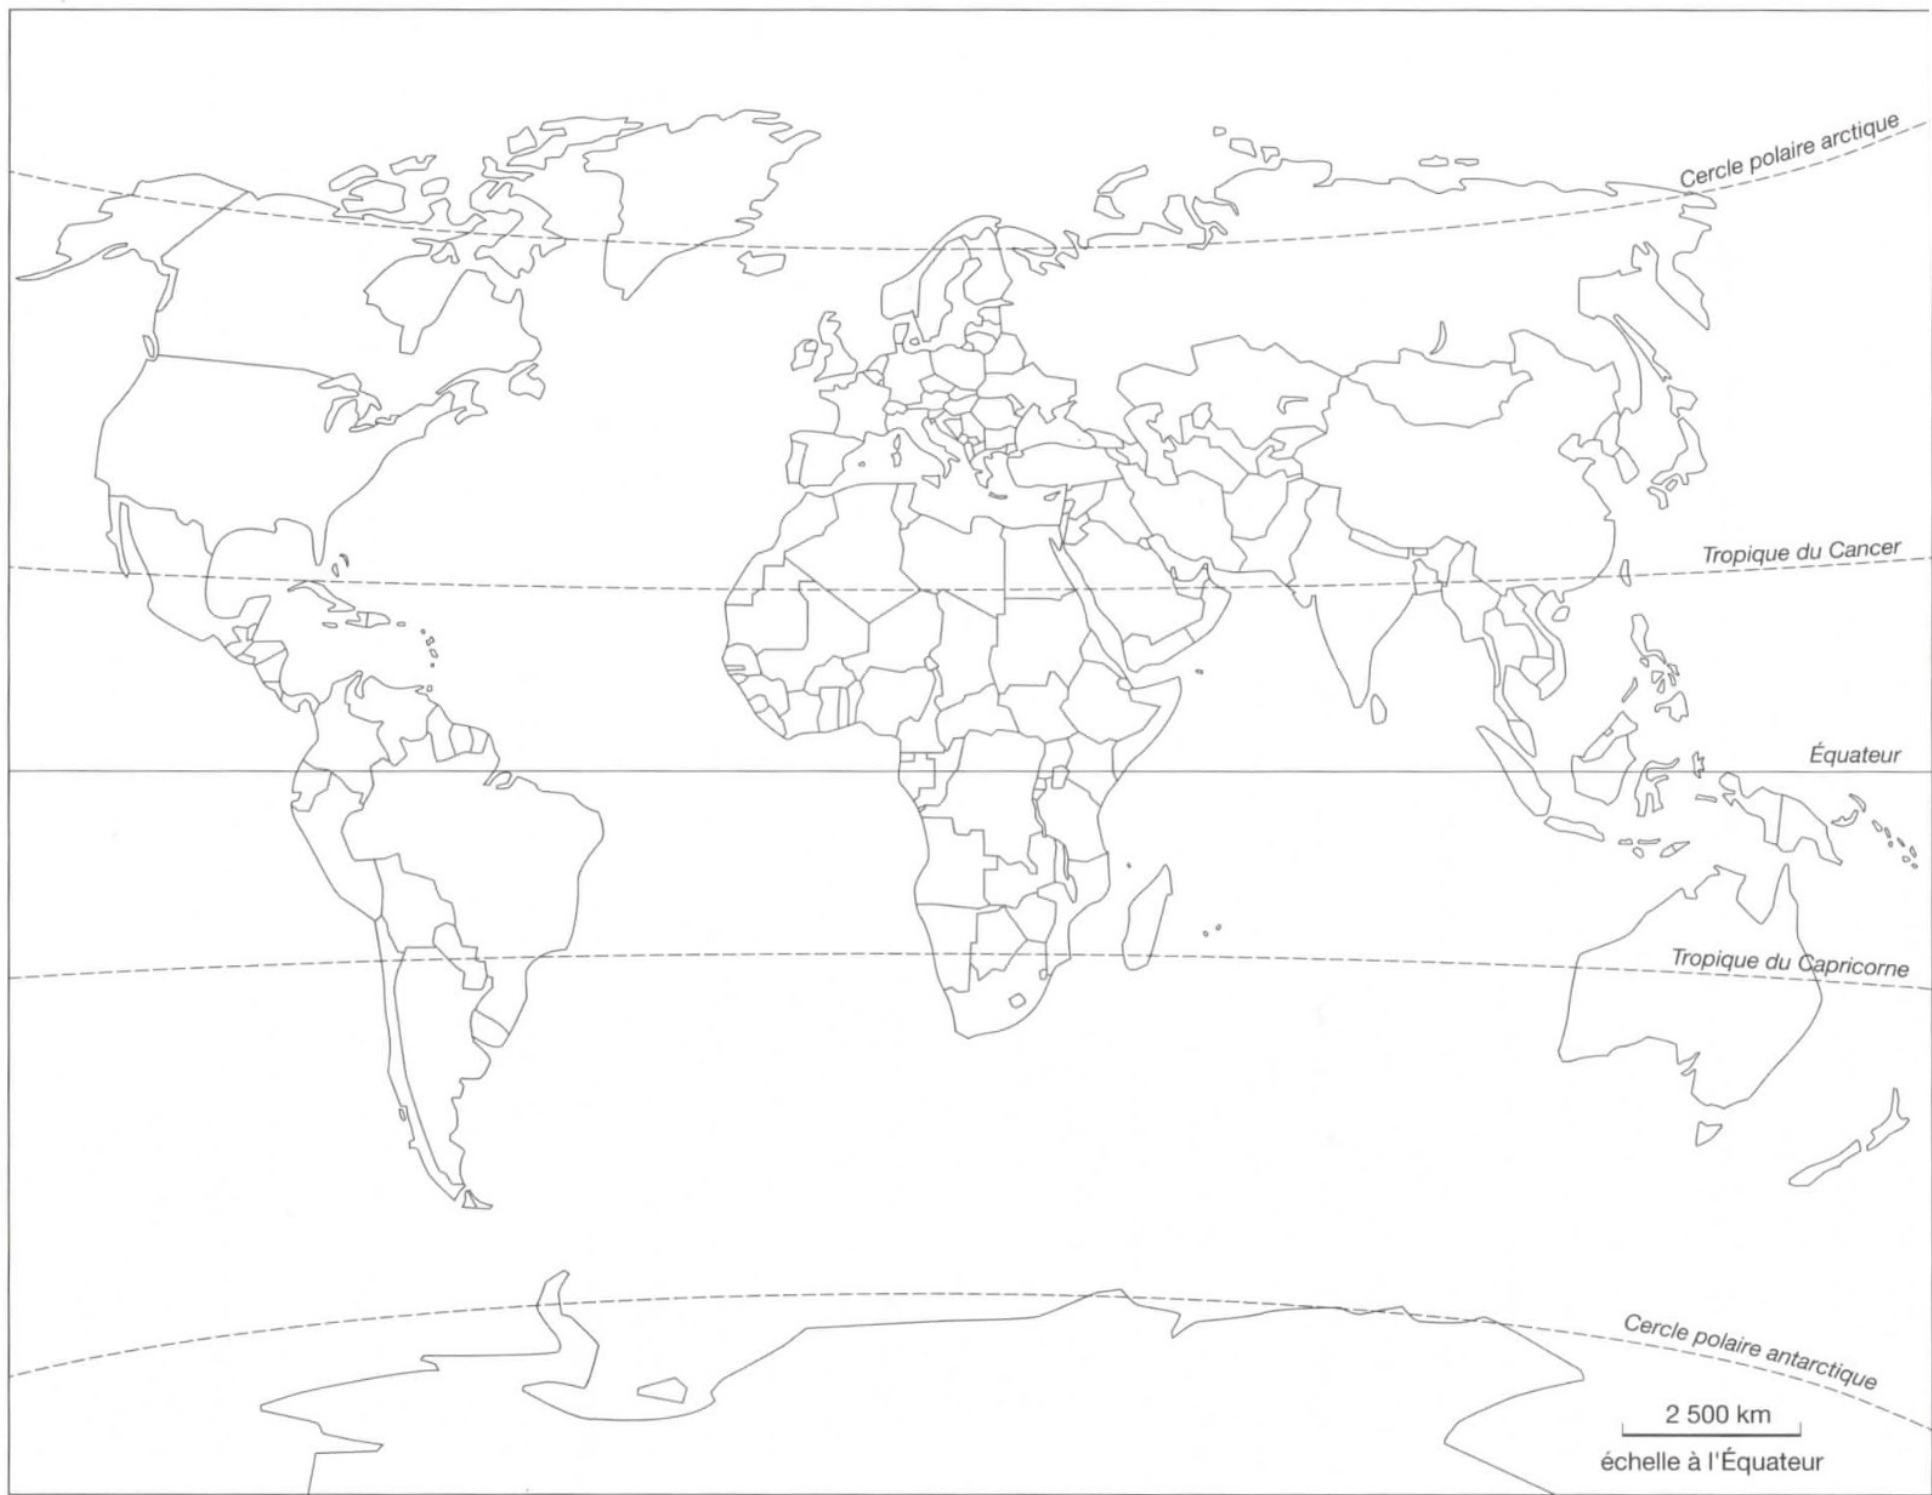 Cercle polaire arctique
Tropique du Cancer
Équateur
Tropique du Capricorne
Cercle polaire antarctique
2 500 km
échelle à l'Équateur